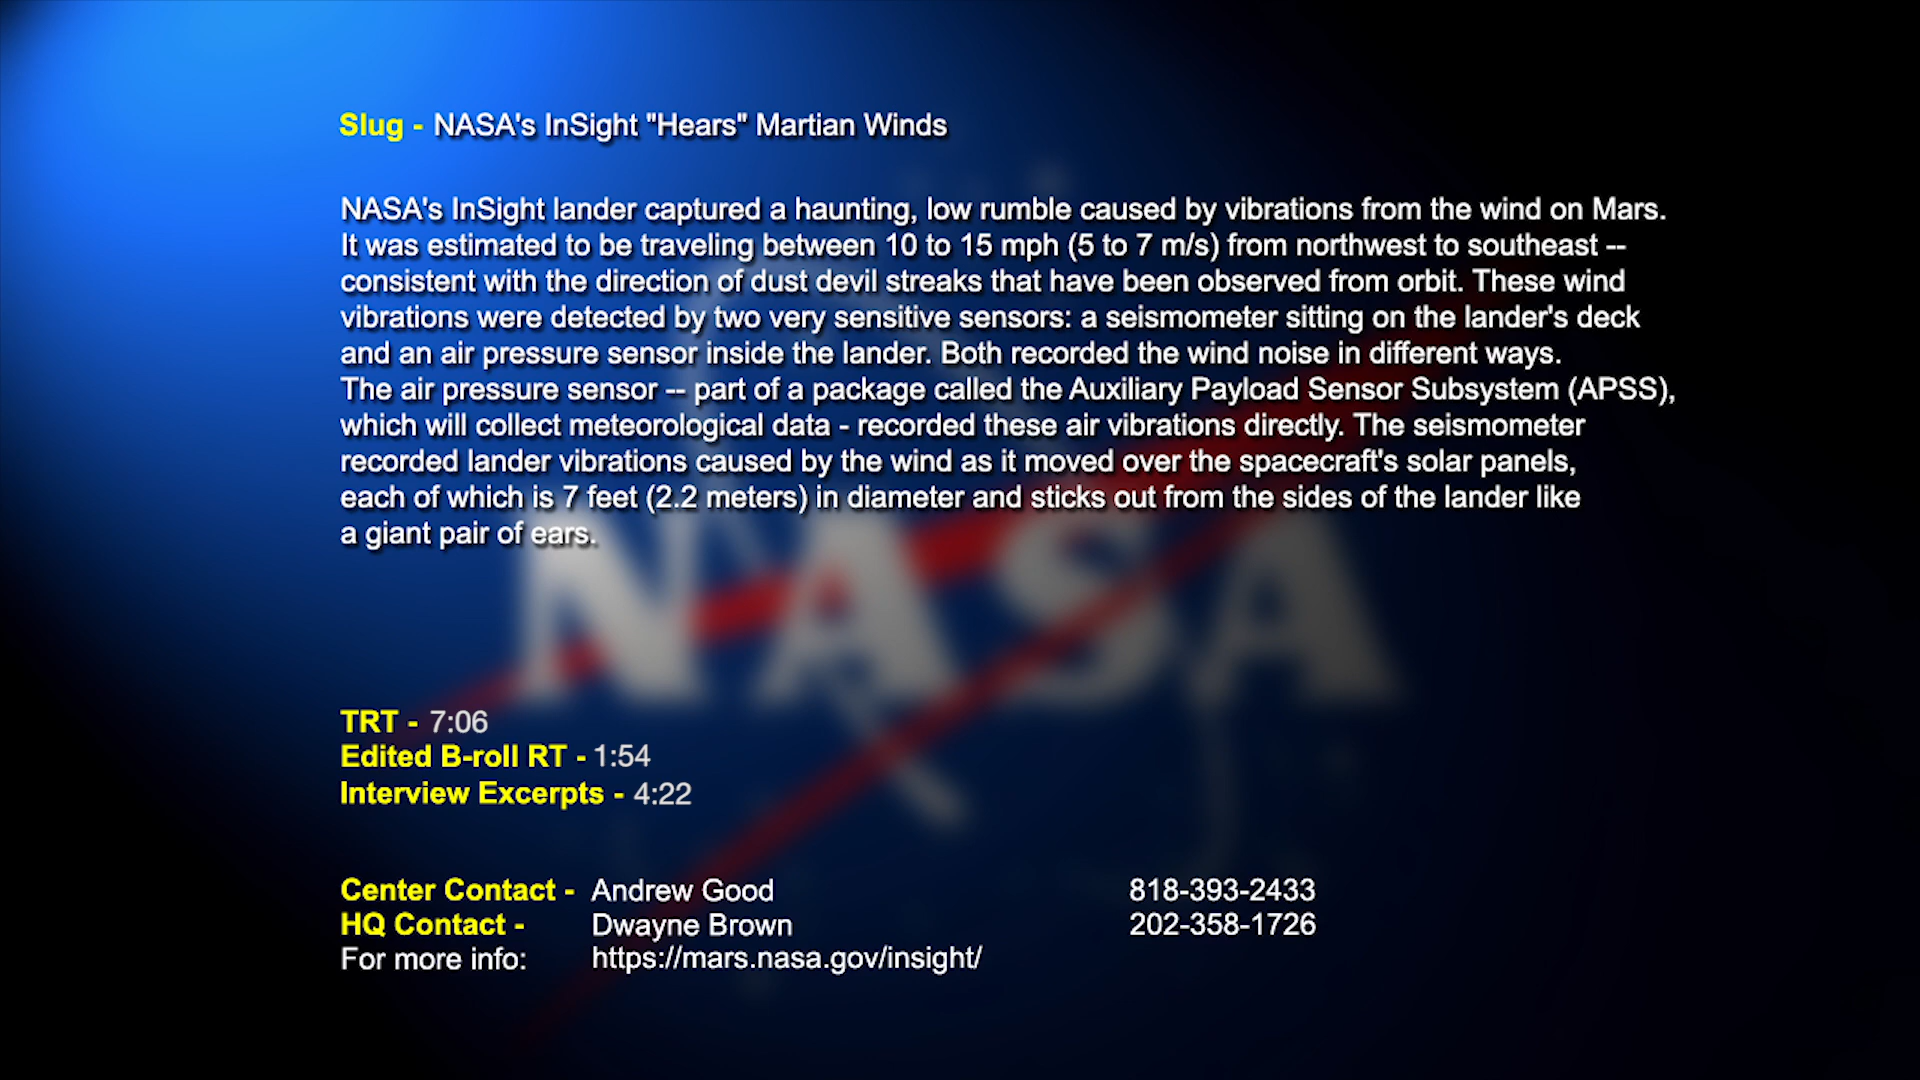 Slug - NASA's InSight "Hears" Martian Winds
NASA's InSight lander captured a haunting, low rumble caused by vibrations from the wind on Mars.
It was estimated to be traveling between 10 to 15 mph (5 to 7 m/s) from northwest to southeast --
consistent with the direction of dust devil streaks that have been observed from orbit. These wind
vibrations were detected by two very sensitive sensors: a seismometer sitting on the lander's deck
and an air pressure sensor inside the lander. Both recorded the wind noise in different ways.
The air pressure sensor -- part of a package called the Auxiliary Payload Sensor Subsystem (APSS),
which will collect meteorological data - recorded these air vibrations directly. The seismometer
recorded lander vibrations caused by the wind as it moved over the spacecraft's solar panels,
each of which is 7 feet (2.2 meters) in diameter and sticks out from the sides of the lander like
a giant pair of ears.
NASA
TRT - 7:06
Edited B-roll RT - 1:54
Interview Excerpts - 4:22
Center Contact - Andrew Good 818-393-2433
HQ Contact - Dwayne Brown 202-358-1726
For more info: https://mars.nasa.gov/insight/